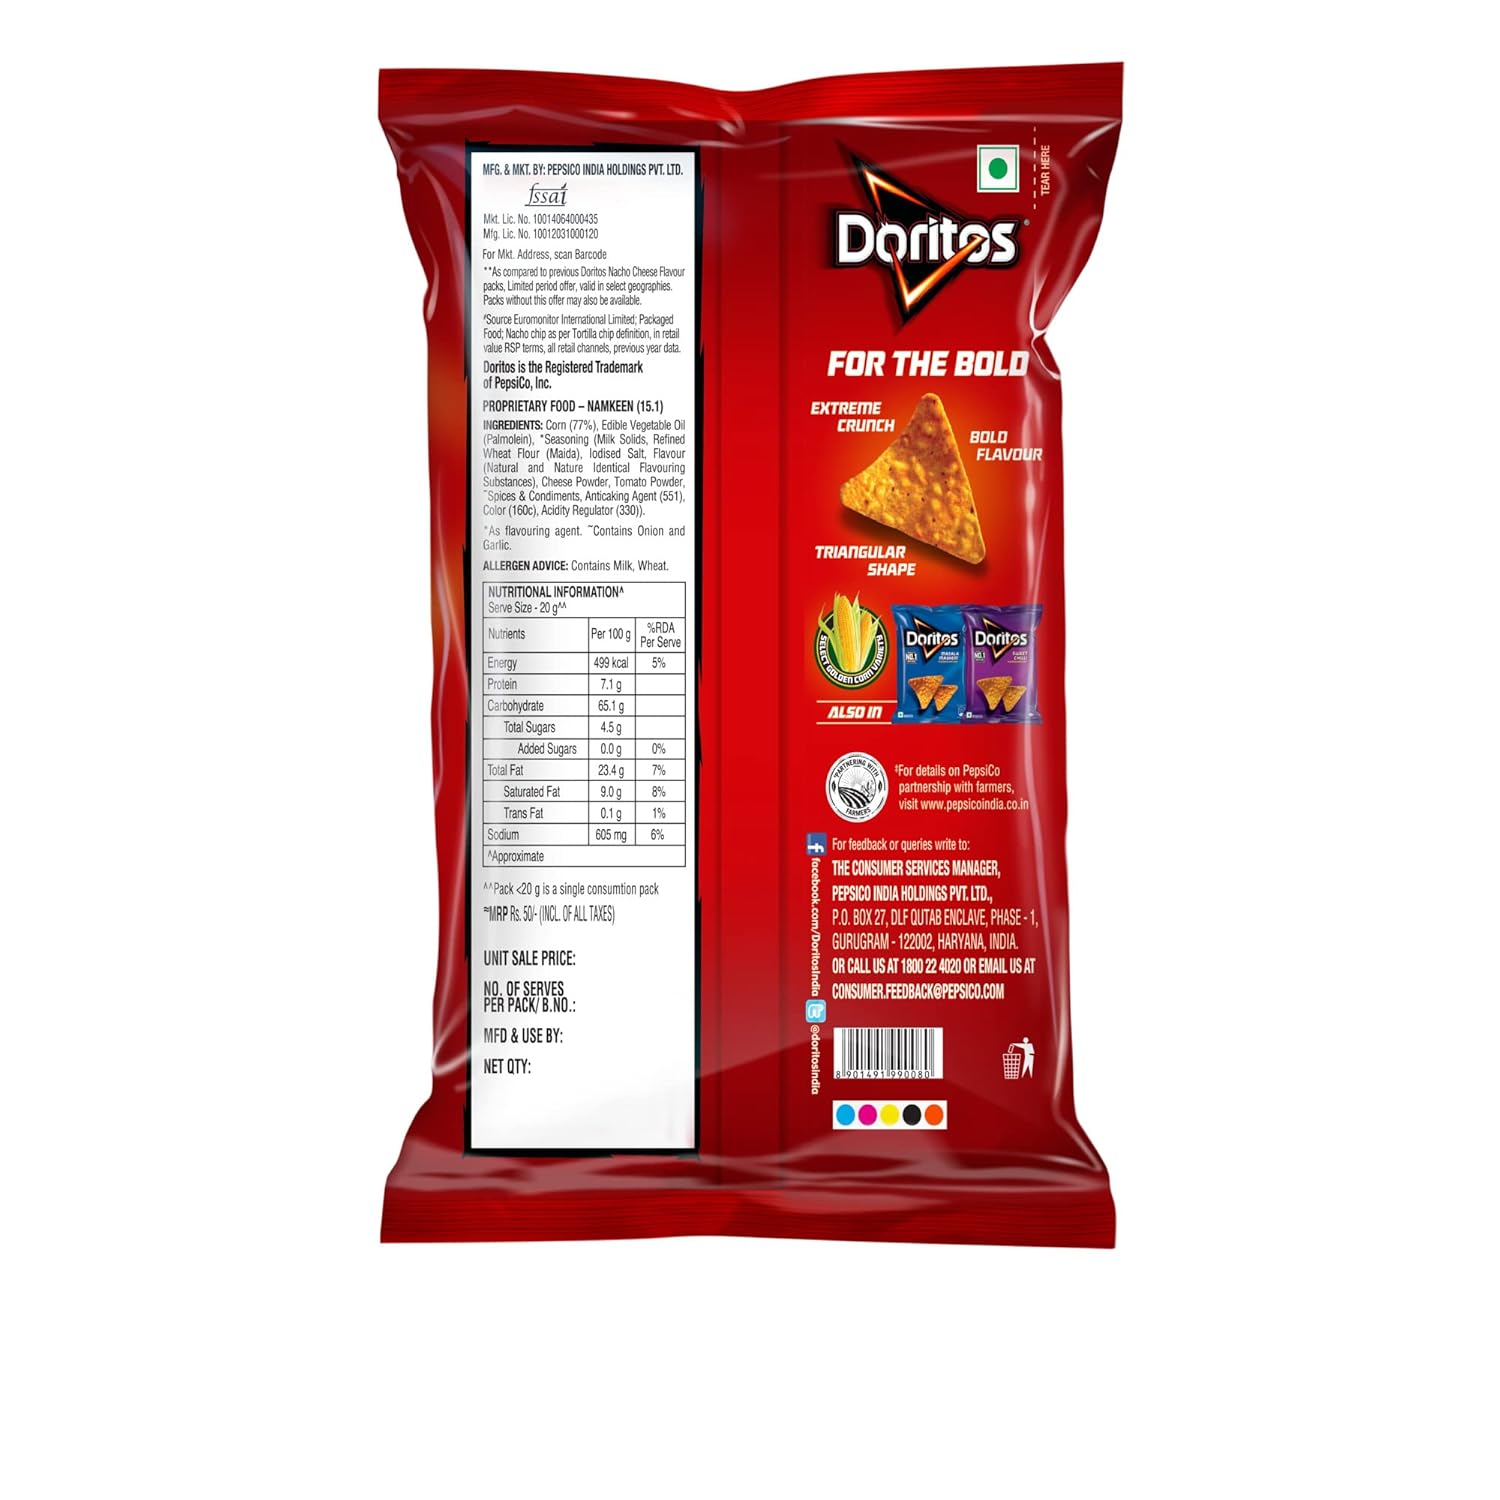 MFG. & MKT. BY: PEPSICO INDIA HOLDINGS PVT. LTD.
fssai
Mkt. Lic. No. 10014064000435
Mfg. Lic. No. 10012031000120
For Mkt. Address, scan Barcode
**As compared to previous Doritos Nacho Cheese Flavour
packs, Limited period offer, valid in select geographies.
Packs without this offer may also be available.
#Source Euromonitor International Limited; Packaged
Food; Nacho chip as per Tortilla chip definition, in retail
value RSP terms, all retail channels, previous year data.
Doritos is the Registered Trademark
of PepsiCo, Inc.
PROPRIETARY FOOD – NAMKEEN (15.1)
INGREDIENTS: Corn (77%), Edible Vegetable Oil
(Palmolein), *Seasoning (Milk Solids, Refined
Wheat Flour (Maida), Iodised Salt, Flavour
(Natural and Nature Identical Flavouring
Substances), Cheese Powder, Tomato Powder,
~Spices & Condiments, Anticaking Agent (551),
Color (160c), Acidity Regulator (330)).
*As flavouring agent. ~Contains Onion and
Garlic.
ALLERGEN ADVICE: Contains Milk, Wheat.
NUTRITIONAL INFORMATION^
Serve Size - 20 g^^
Nutrients Per 100 g %RDA Per Serve
Energy 499 kcal 5%
Protein 7.1 g
Carbohydrate 65.1 g
Total Sugars 4.5 g
Added Sugars 0.0 g 0%
Total Fat 23.4 g 7%
Saturated Fat 9.0 g 8%
Trans Fat 0.1 g 1%
Sodium 605 mg 6%
^Approximate
^^Pack <20 g is a single consumtion pack
≈MRP Rs. 50/- (INCL. OF ALL TAXES)
UNIT SALE PRICE:
NO. OF SERVES
PER PACK/ B.NO.:
MFD & USE BY:
NET QTY:
TEAR HERE
Doritos®
FOR THE BOLD
EXTREME
CRUNCH
BOLD
FLAVOUR
TRIANGULAR
SHAPE
SELECT GOLDEN CORN VARIETY
Doritos
NO.1
MASALA
Doritos
NO.1
SWEET
CHILLI
ALSO IN
PARTNERING WITH
FARMERS
‡For details on PepsiCo
partnership with farmers,
visit www.pepsicoindia.co.in
f
facebook.com/DoritosIndia
@doritosindia
For feedback or queries write to:
THE CONSUMER SERVICES MANAGER,
PEPSICO INDIA HOLDINGS PVT. LTD.,
P.O. BOX 27, DLF QUTAB ENCLAVE, PHASE - 1,
GURUGRAM - 122002, HARYANA, INDIA.
OR CALL US AT 1800 22 4020 OR EMAIL US AT
CONSUMER.FEEDBACK@PEPSICO.COM
8 901491 990080